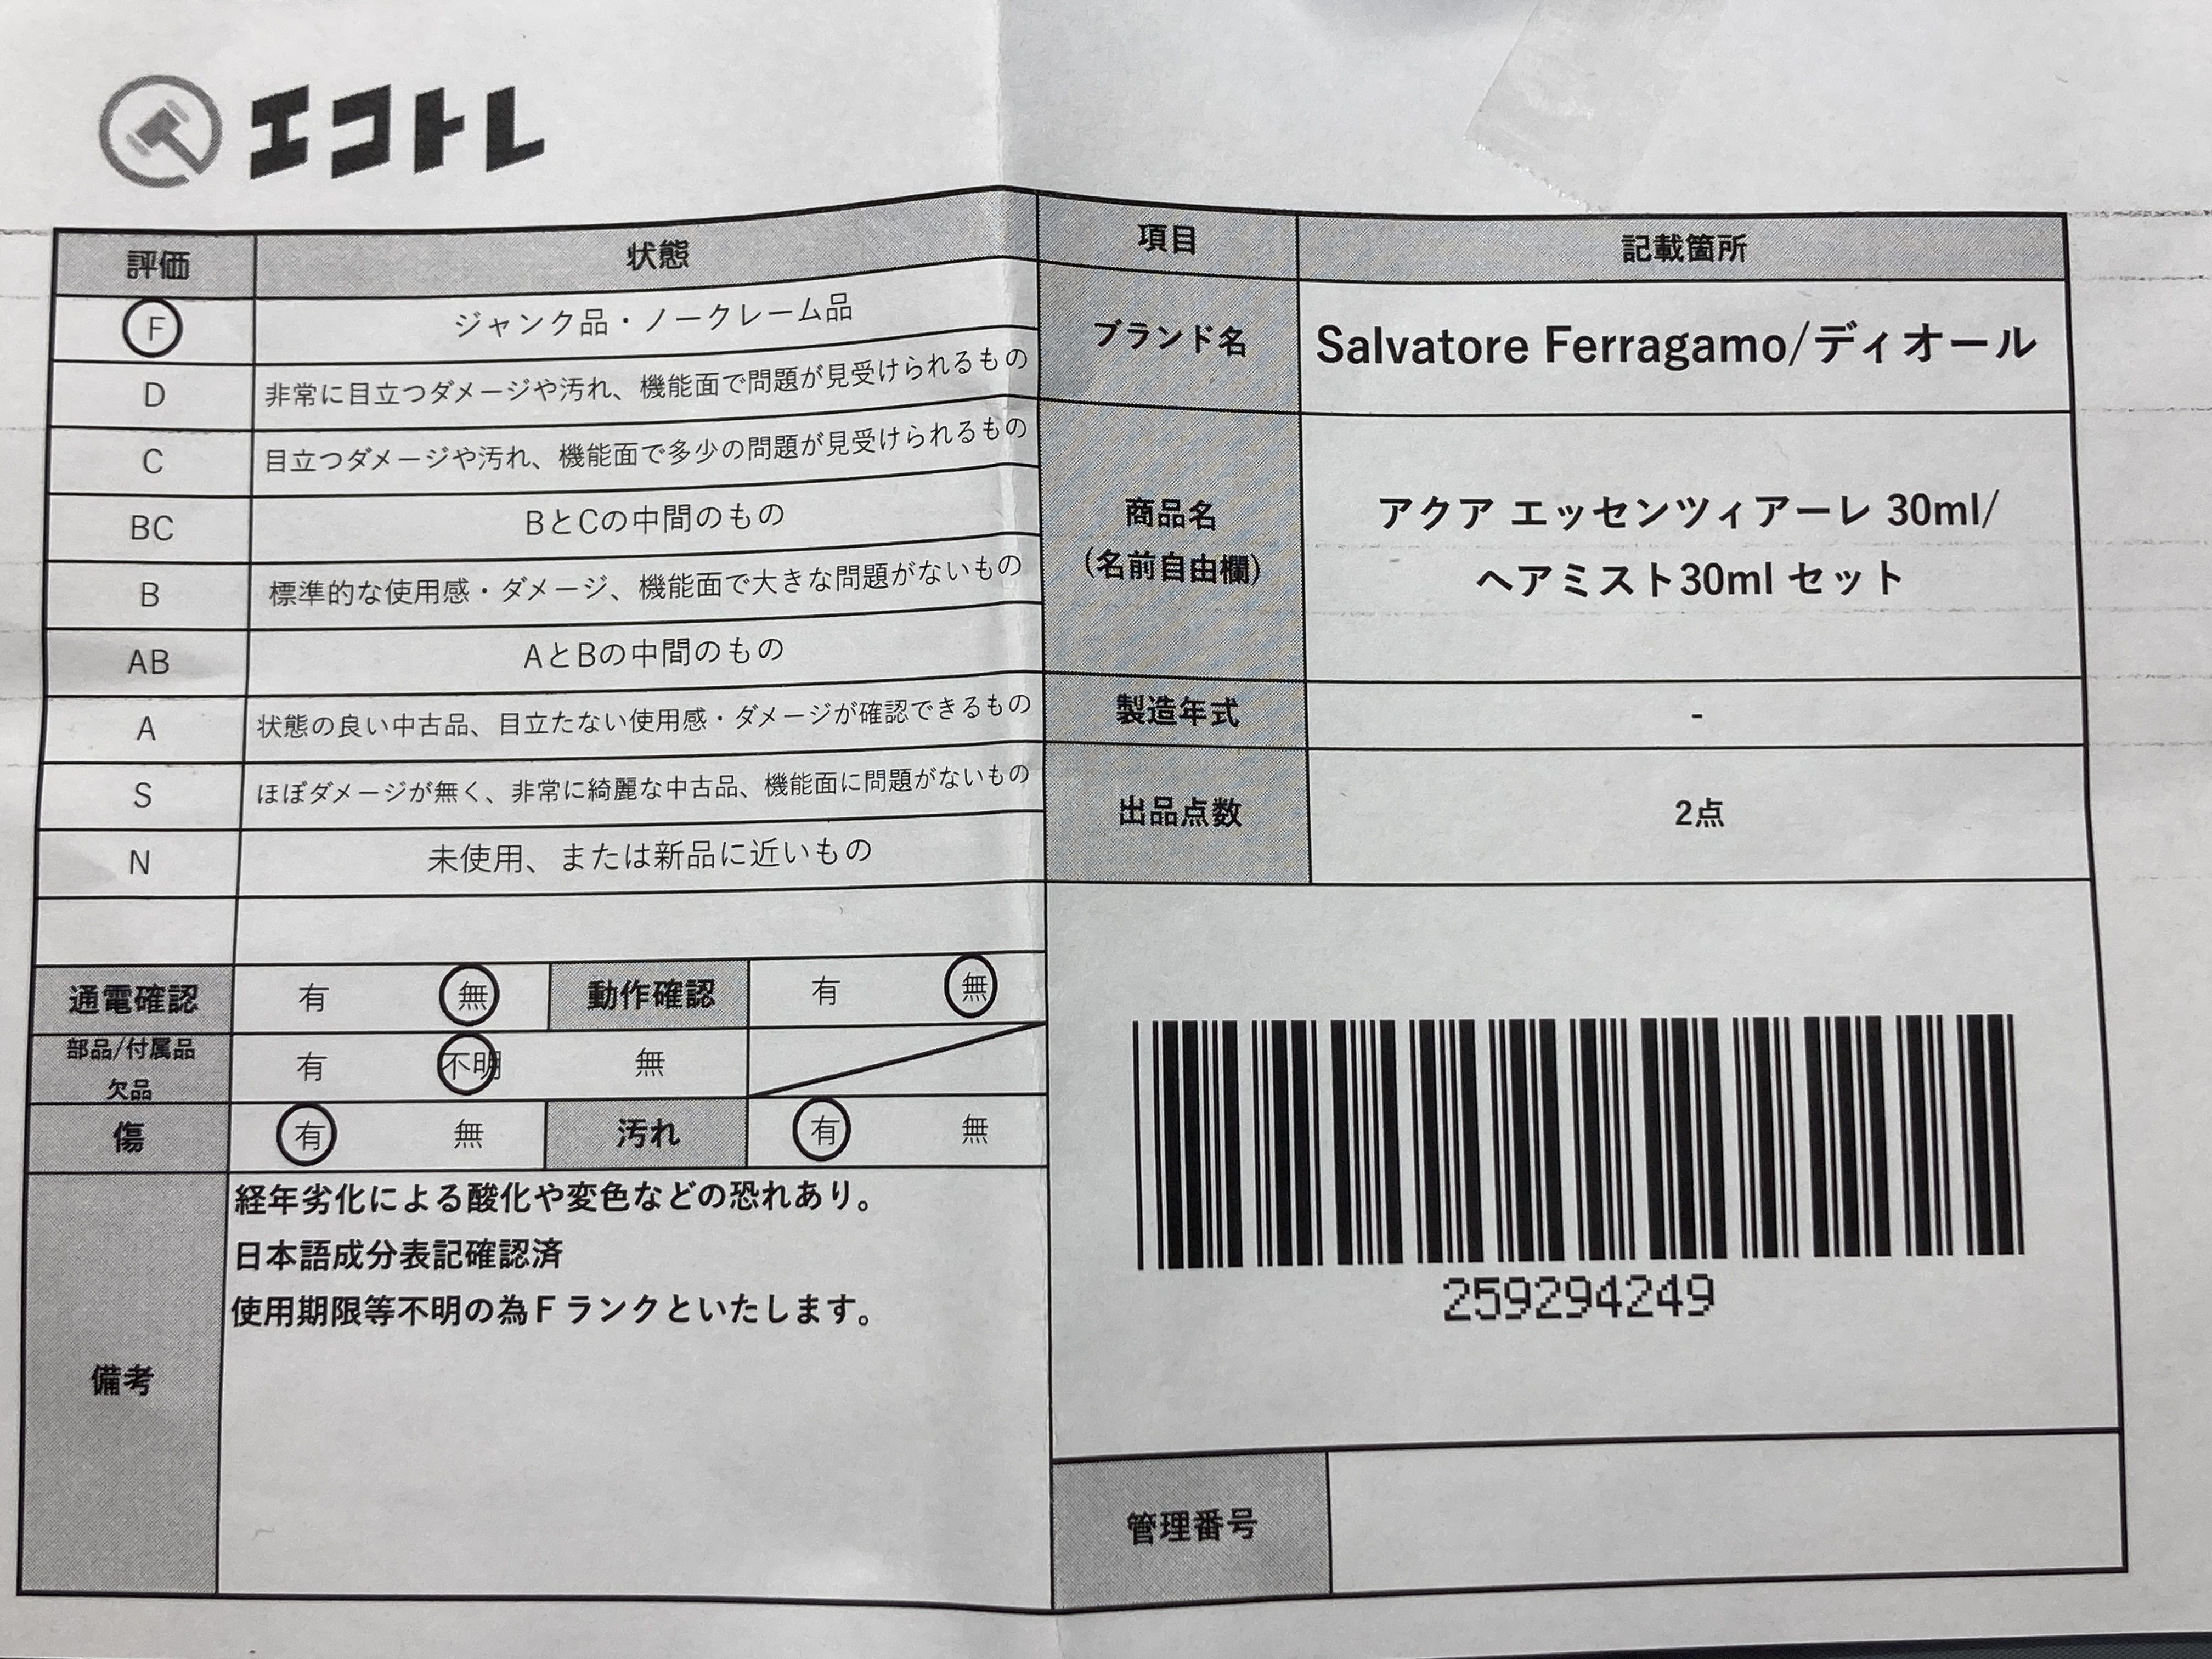 エコトレ
評価 状態
F ジャンク品・ノークレーム品
D 非常に目立つダメージや汚れ、機能面で問題が見受けられるもの
C 目立つダメージや汚れ、機能面で多少の問題が見受けられるもの
BC BとCの中間のもの
B 標準的な使用感・ダメージ、機能面で大きな問題がないもの
AB AとBの中間のもの
A 状態の良い中古品、目立たない使用感・ダメージが確認できるもの
S ほぼダメージが無く、非常に綺麗な中古品、機能面に問題がないもの
N 未使用、または新品に近いもの
通電確認 有 無 動作確認 有 無
部品/付属品
欠品
有 不明 無
傷 有 無 汚れ 有 無
備考
経年劣化による酸化や変色などの恐れあり。
日本語成分表記確認済
使用期限等不明の為Fランクといたします。
項目 記載箇所
ブランド名 Salvatore Ferragamo/ディオール
商品名
(名前自由欄)
アクア エッセンツィアーレ 30ml/
ヘアミスト30ml セット
製造年式 -
出品点数 2点
259294249
管理番号